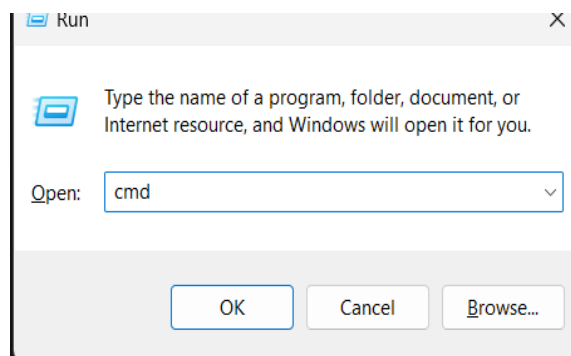 Run
Type the name of a program, folder, document, or
Internet resource, and Windows will open it for you.
Open: cmd
OK Cancel Browse...